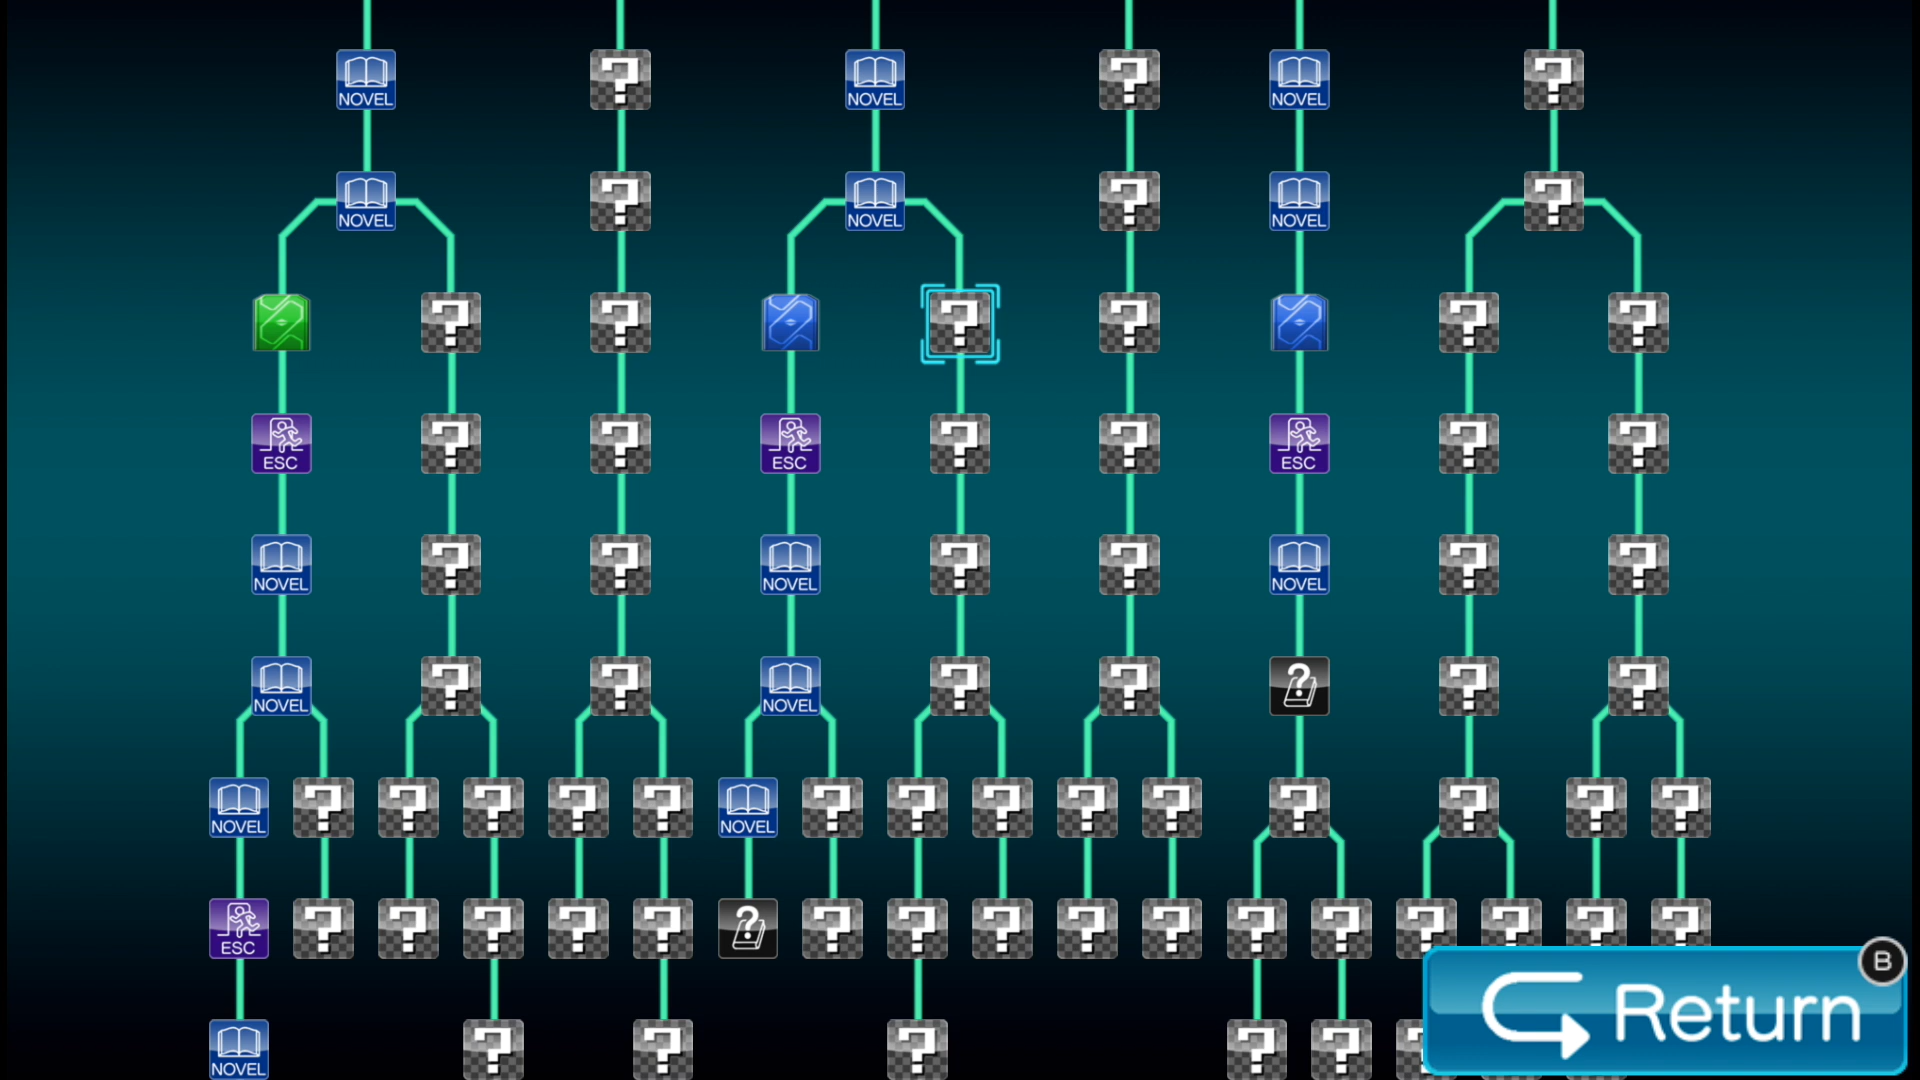 ? NOVEL ? NOVEL ? NOVEL ?
NOVEL ? NOVEL ? NOVEL ?
? ? ? ? ? ?
ESC ? ? ESC ? ? ESC ? ?
NOVEL ? ? NOVEL ? ? NOVEL ? ?
NOVEL ? ? NOVEL ? ? ? ? ?
NOVEL ? ? ? ? ? NOVEL ? ? ? ? ? ? ? ? ?
ESC ? ? ? ? ? ? ? ? ? ? ? ? ? ? ? ? ?
NOVEL ? ? ? ? ?
B
Return